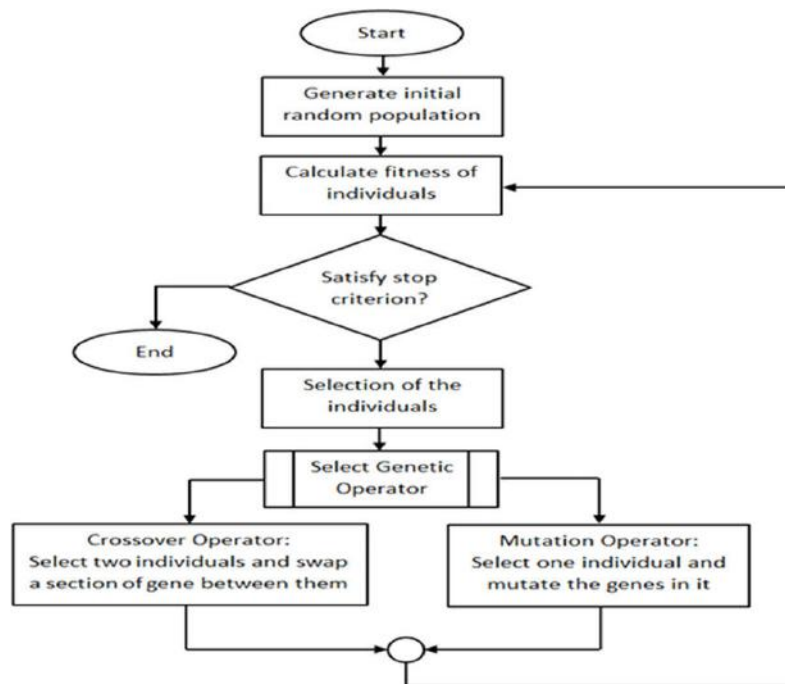 Start
Generate initial
random population
Calculate fitness of
individuals
Satisfy stop
criterion?
End
Selection of the
individuals
Select Genetic
Operator
Crossover Operator:
Select two individuals and swap
a section of gene between them
Mutation Operator:
Select one individual and
mutate the genes in it